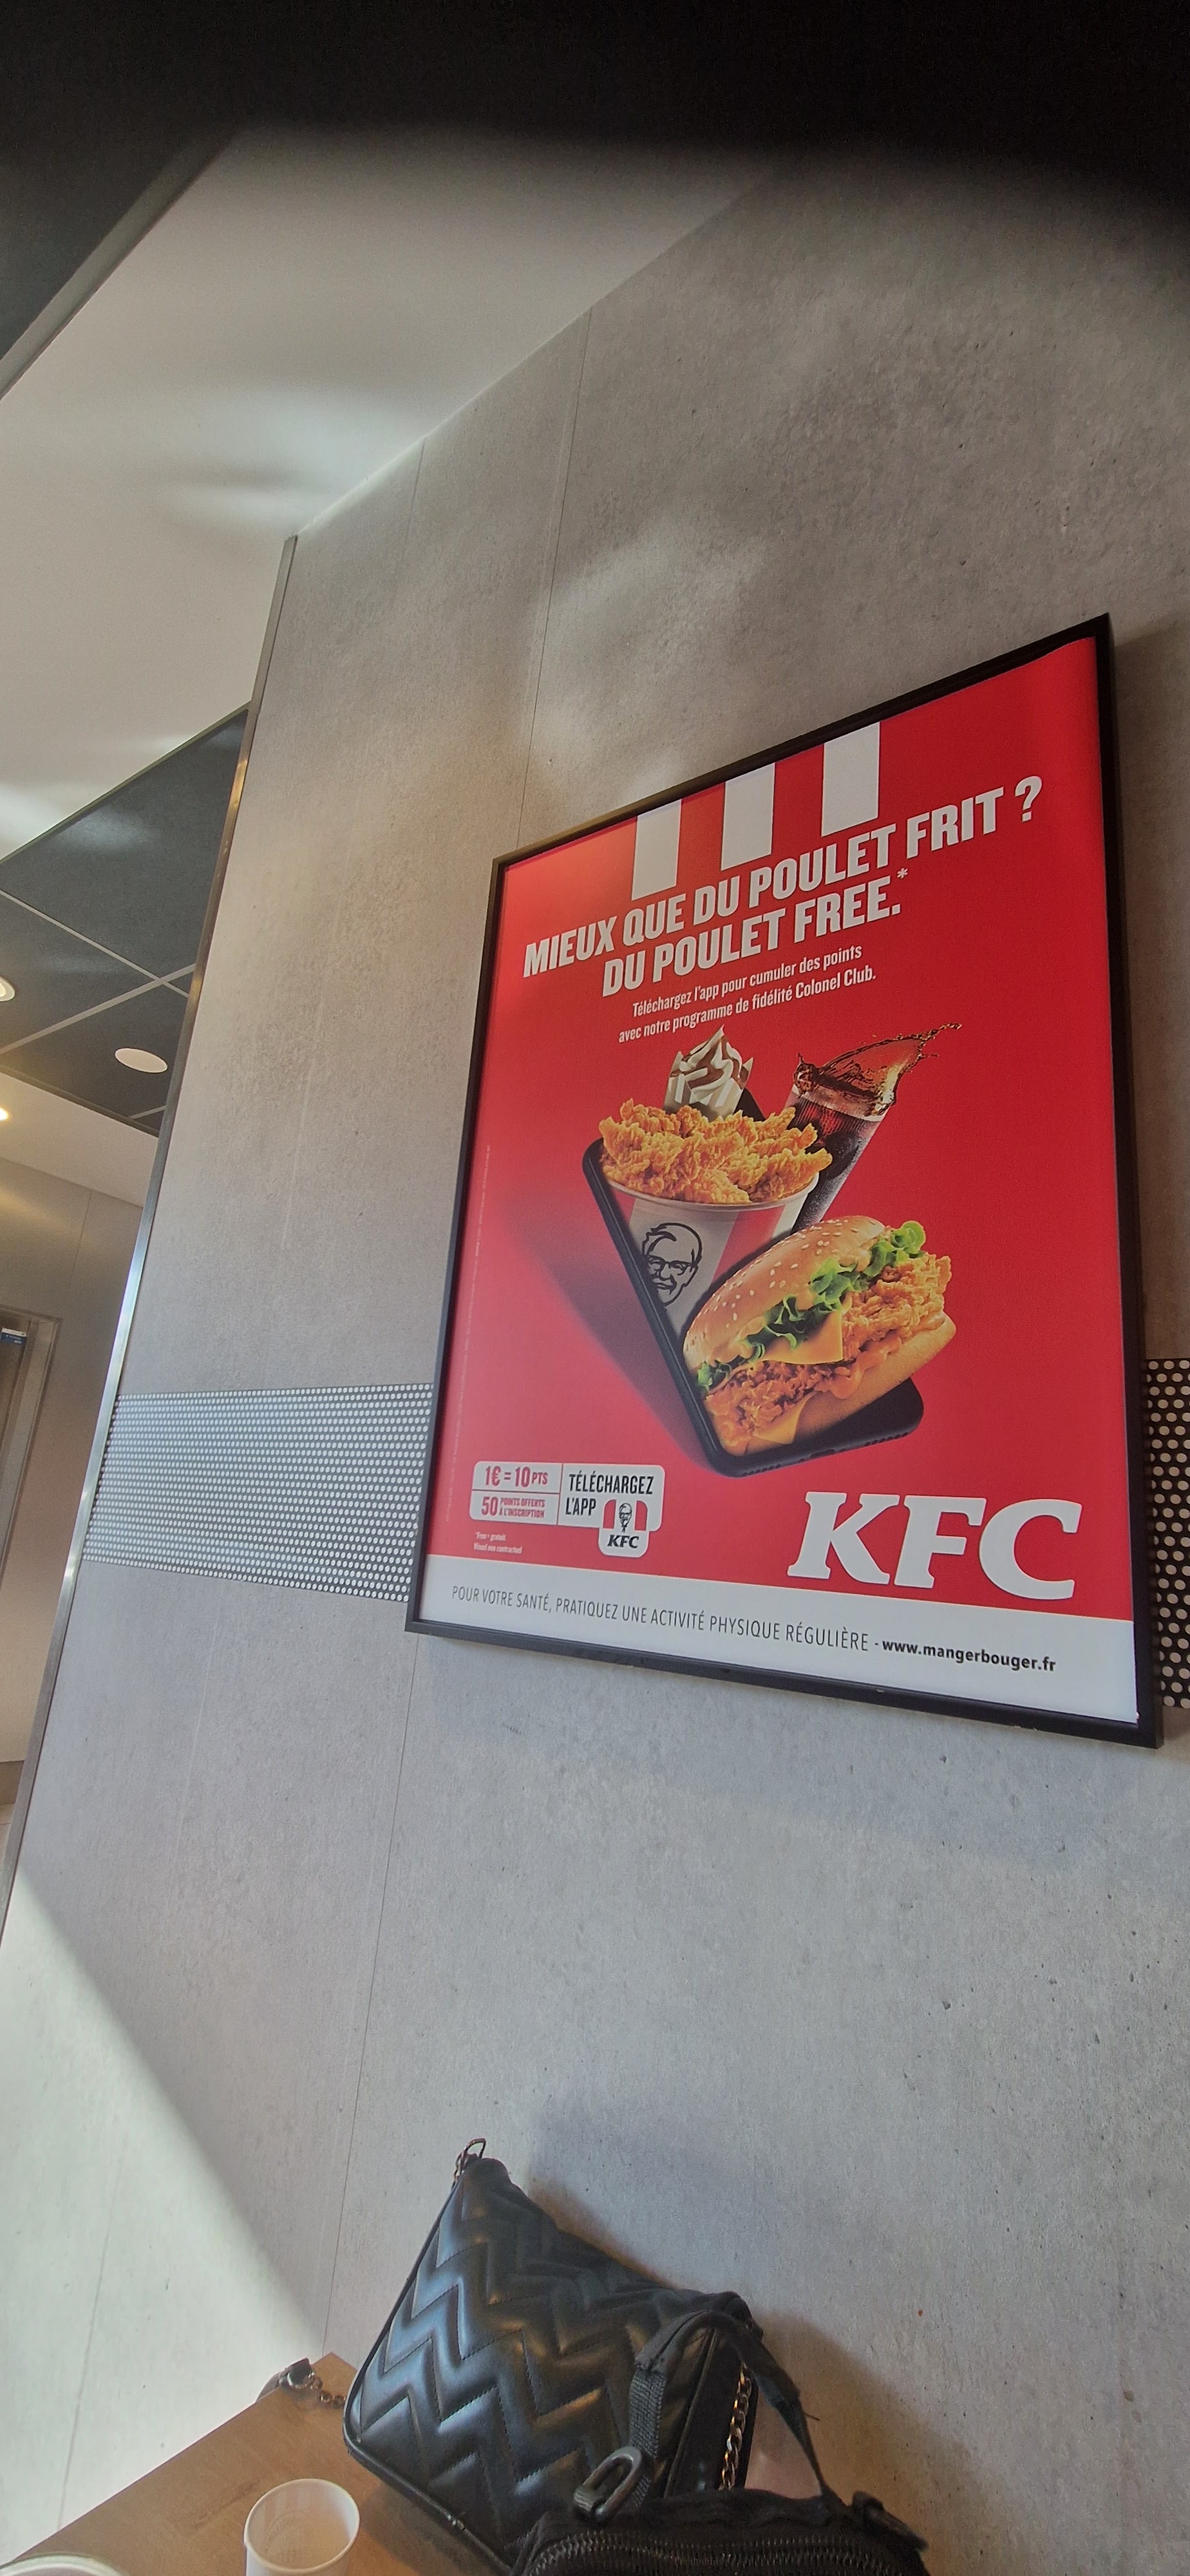 MIEUX QUE DU POULET FRIT ?
DU POULET FREE.*
Téléchargez l'app pour cumuler des points
avec notre programme de fidélité Colonel Club.
1€ = 10 PTS
50 POINTS OFFERTS
À L'INSCRIPTION
TÉLÉCHARGEZ
L'APP
KFC
*Free = gratuit
Visuel non contractuel
KFC
POUR VOTRE SANTÉ, PRATIQUEZ UNE ACTIVITÉ PHYSIQUE RÉGULIÈRE - www.mangerbouger.fr